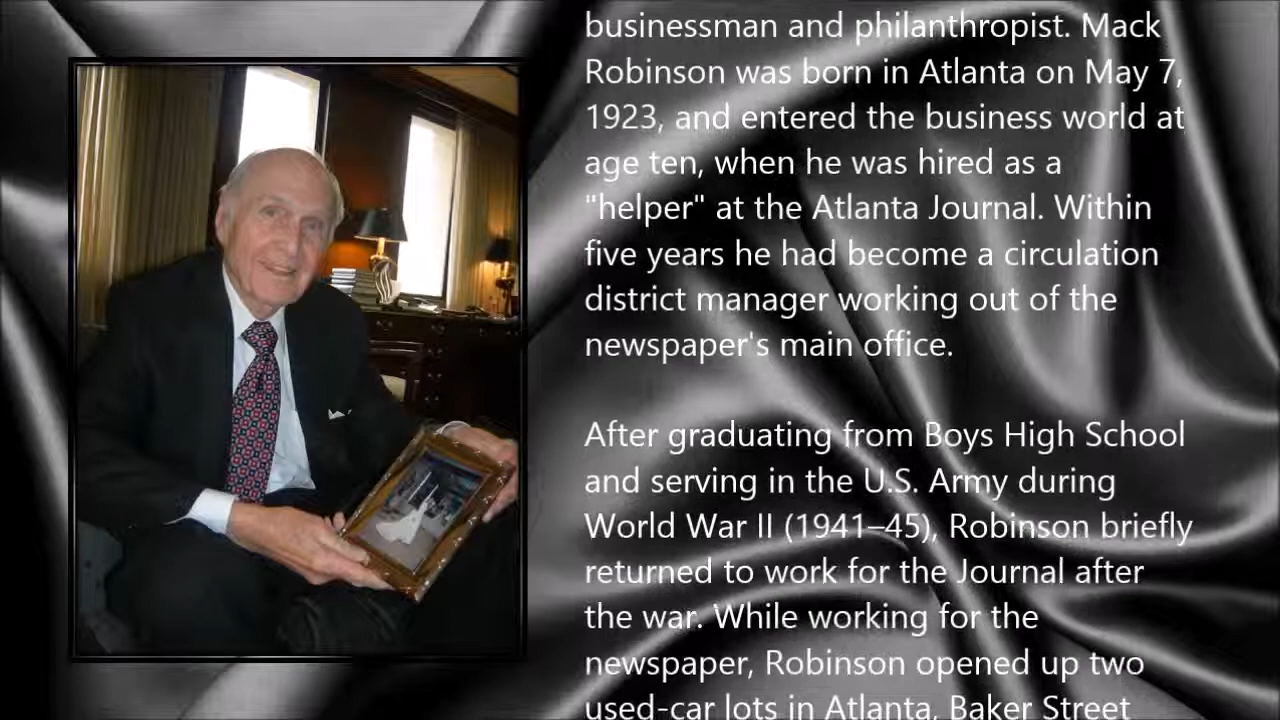 businessman and philanthropist. Mack
Robinson was born in Atlanta on May 7,
1923, and entered the business world at
age ten, when he was hired as a
"helper" at the Atlanta Journal. Within
five years he had become a circulation
district manager working out of the
newspaper's main office.
After graduating from Boys High School
and serving in the U.S. Army during
World War II (1941–45), Robinson briefly
returned to work for the Journal after
the war. While working for the
newspaper, Robinson opened up two
used-car lots in Atlanta, Baker Street